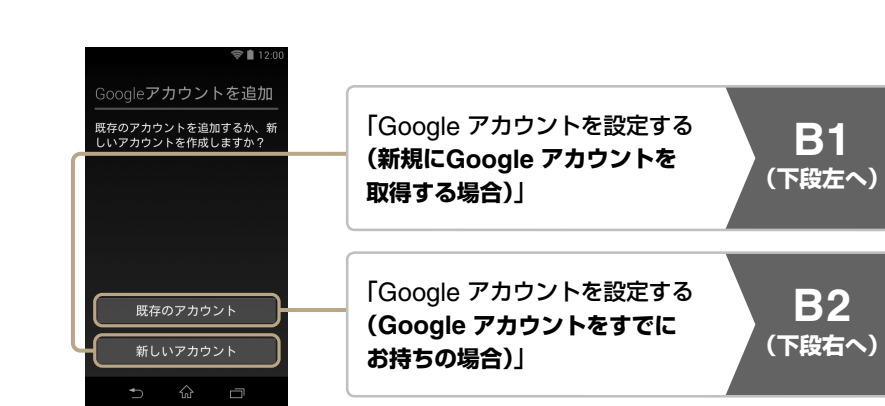 12:00
Googleアカウントを追加
既存のアカウントを追加するか、新
しいアカウントを作成しますか？
既存のアカウント
新しいアカウント
「Google アカウントを設定する
（新規にGoogle アカウントを
取得する場合）」
B1
（下段左へ）
「Google アカウントを設定する
（Google アカウントをすでに
お持ちの場合）」
B2
（下段右へ）